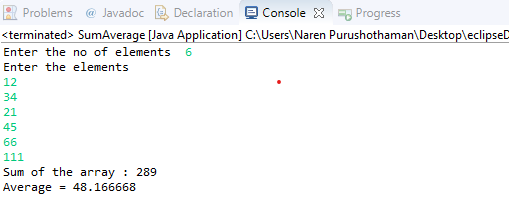 Problems @ Javadoc Declaration Console Progress
<terminated> SumAverage [Java Application] C:\Users\Naren Purushothaman\Desktop\eclipseD
Enter the no of elements 6
Enter the elements
12
34
21
45
66
111
Sum of the array : 289
Average = 48.166668